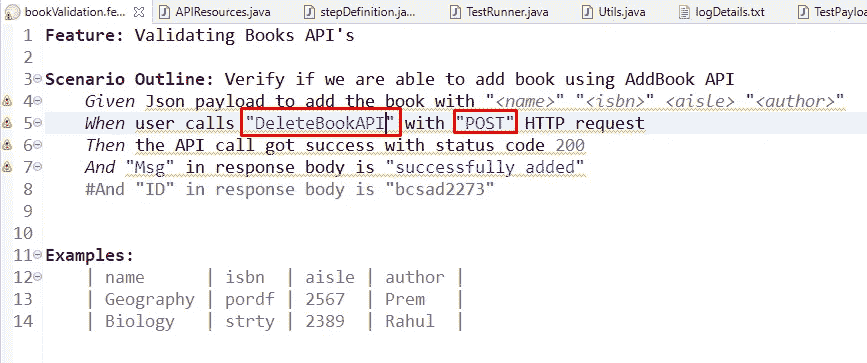 bookValidation.fe... APIResources.java stepDefinition.ja... TestRunner.java Utils.java logDetails.txt TestPayloa
1 Feature: Validating Books API's
2
3 Scenario Outline: Verify if we are able to add book using AddBook API
4 Given Json payload to add the book with "<name>" "<isbn>" <aisle> "<author>"
5 When user calls "DeleteBookAPI" with "POST" HTTP request
6 Then the API call got success with status code 200
7 And "Msg" in response body is "successfully added"
8 #And "ID" in response body is "bcsad2273"
9
10
11 Examples:
12 | name | isbn | aisle | author |
13 | Geography | pordf | 2567 | Prem |
14 | Biology | strty | 2389 | Rahul |